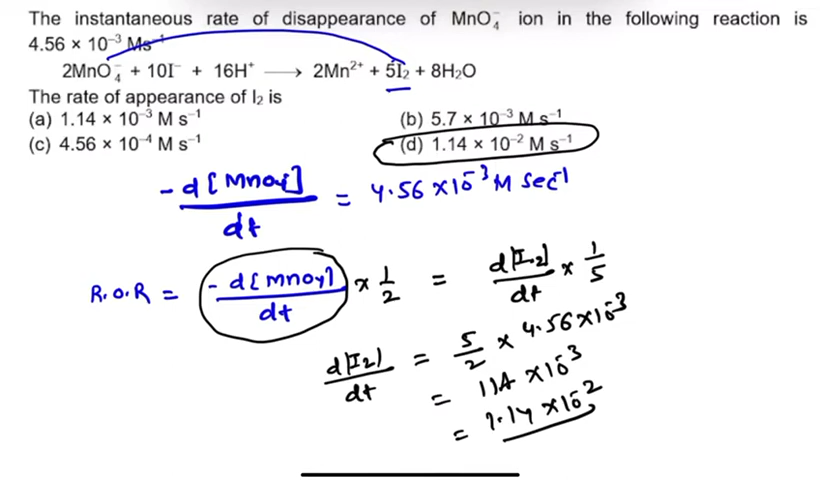 The instantaneous rate of disappearance of MnO₄⁻ ion in the following reaction is
4.56 × 10⁻³ Ms⁻¹
2MnO₄⁻ + 10I⁻ + 16H⁺ ⟶ 2Mn²⁺ + 5I₂ + 8H₂O
The rate of appearance of I₂ is
(a) 1.14 × 10⁻³ M s⁻¹ (b) 5.7 × 10⁻³ M s⁻¹
(c) 4.56 × 10⁻⁴ M s⁻¹ (d) 1.14 × 10⁻² M s⁻¹
-d[MnO₄⁻]/dt = 4.56 × 10⁻³ M sec⁻¹
R.O.R = -d[MnO₄⁻]/dt × 1/2 = d[I₂]/dt × 1/5
d[I₂]/dt = 5/2 × 4.56 × 10⁻³
= 11.4 × 10⁻³
= 1.14 × 10⁻²